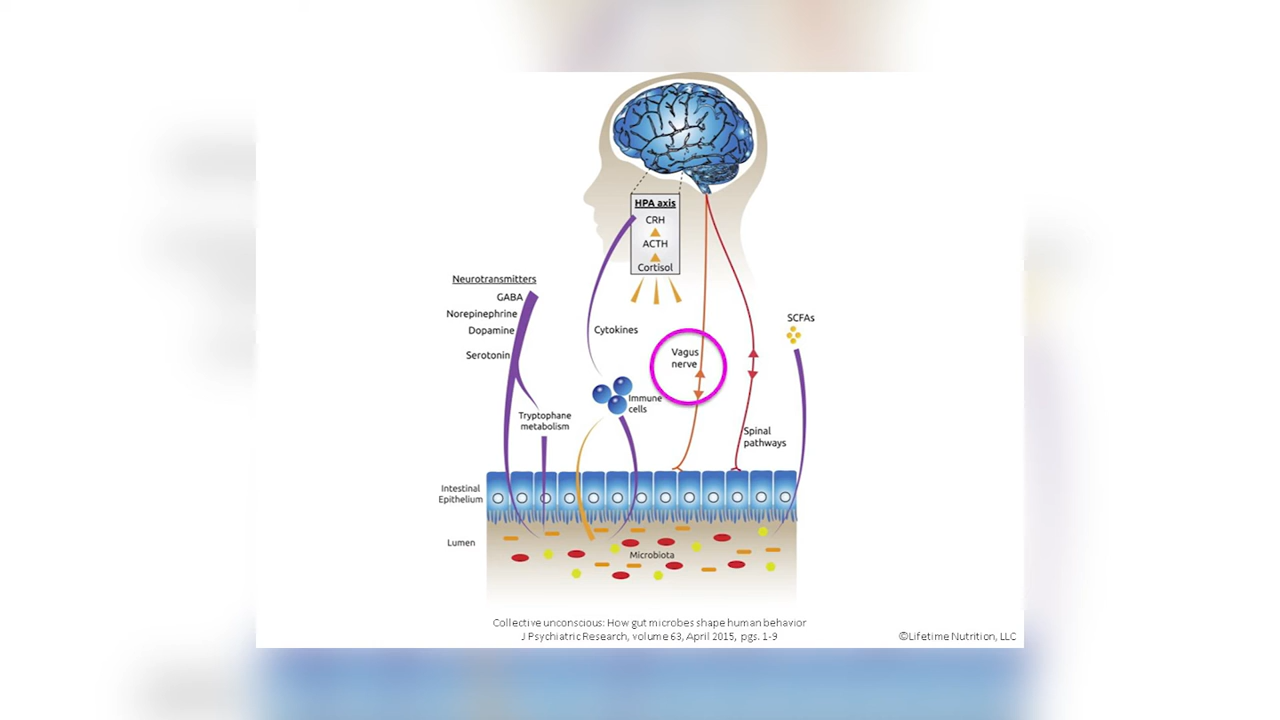 HPA axis
CRH
ACTH
Cortisol
Neurotransmitters
GABA
Norepinephrine
Dopamine
Serotonin
Cytokines
SCFAs
Vagus
nerve
Immune
cells
Tryptophane
metabolism
Spinal
pathways
Intestinal
Epithelium
Lumen
Microbiota
Collective unconscious: How gut microbes shape human behavior
J Psychiatric Research, volume 63, April 2015, pgs. 1-9
©Lifetime Nutrition, LLC